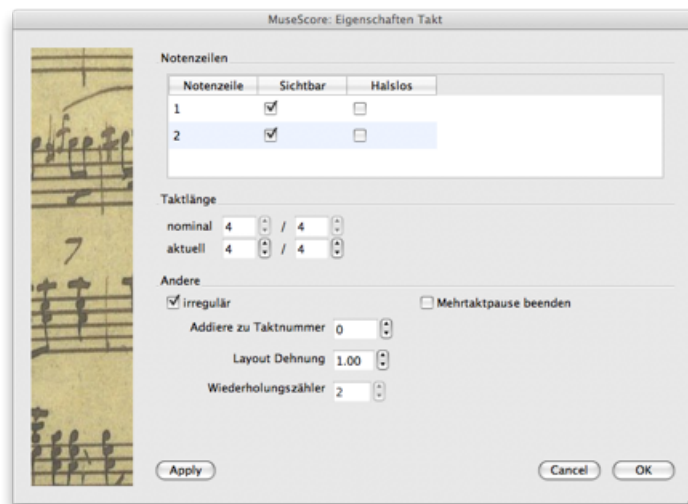 MuseScore: Eigenschaften Takt
Notenzeilen
Notenzeile Sichtbar Halslos
1
2
Taktlänge
nominal 4 / 4
aktuell 4 / 4
Andere
irregulär Mehrtaktpause beenden
Addiere zu Taktnummer 0
Layout Dehnung 1.00
Wiederholungszähler 2
Apply Cancel OK
7